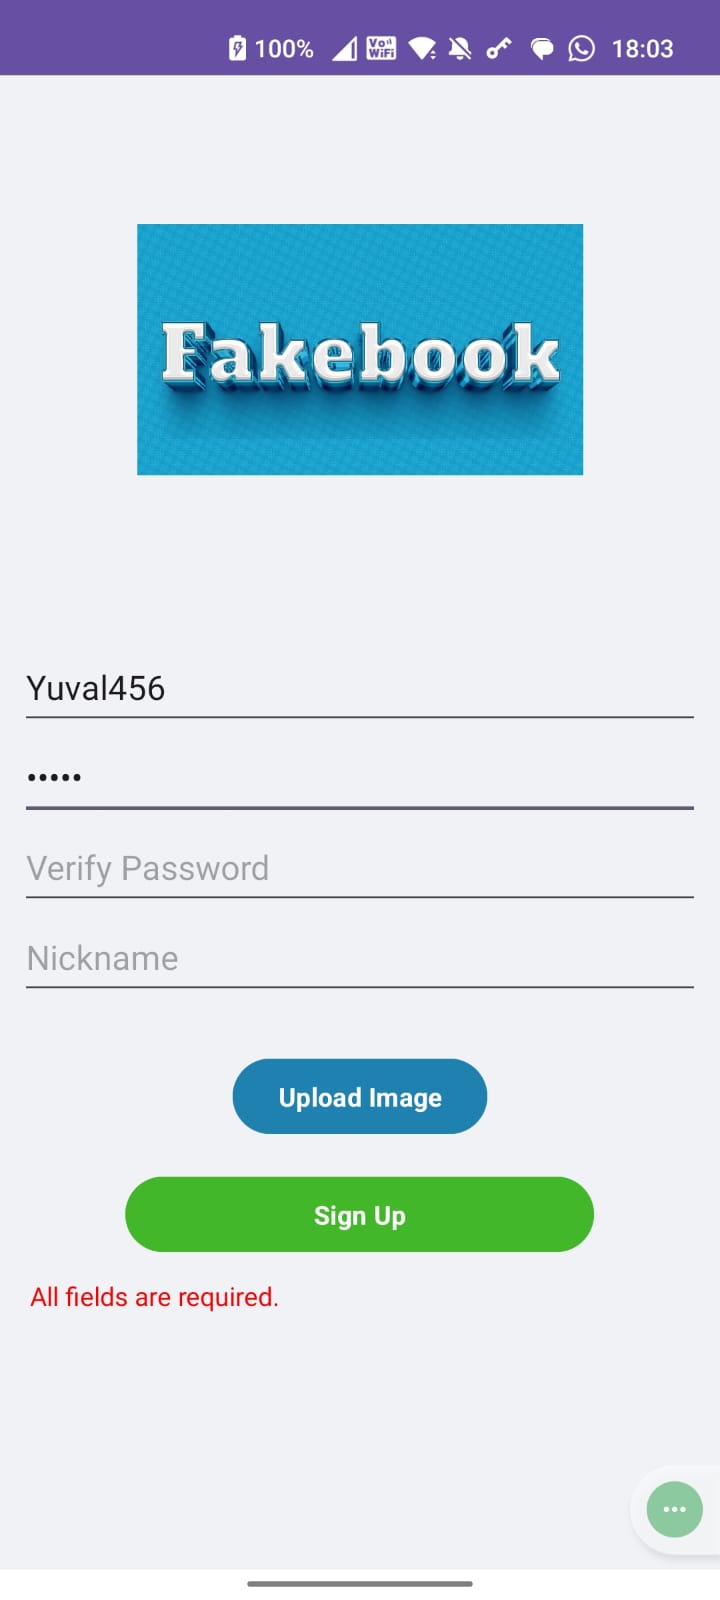 100% Vo WiFi 18:03
Fakebook
Yuval456
•••••
Verify Password
Nickname
Upload Image
Sign Up
All fields are required.